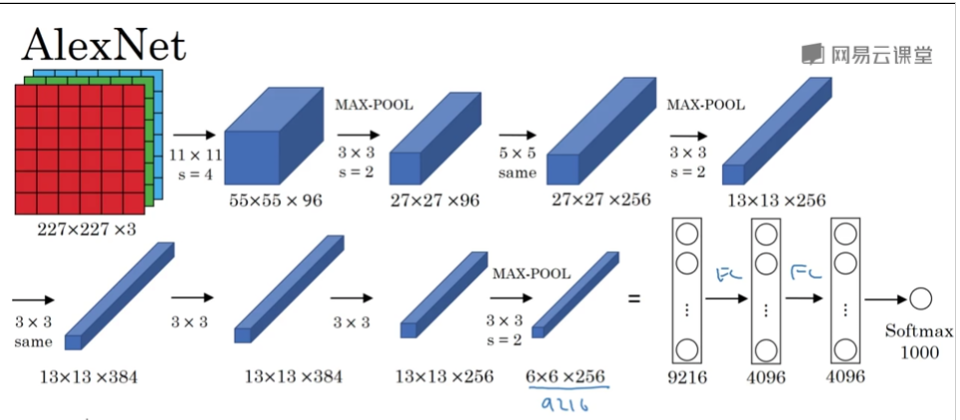 AlexNet
网易云课堂
MAX-POOL
MAX-POOL
11 × 11
s = 4
3 × 3
s = 2
5 × 5
same
3 × 3
s = 2
55×55 × 96
27×27 ×96
27×27 ×256
13×13 ×256
227×227 ×3
FC
FC
MAX-POOL
3 × 3
same
3 × 3
3 × 3
3 × 3
s = 2
=
⋮
⋮
⋮
Softmax
1000
13×13 ×384
13×13 ×384
13×13 ×256
6×6 ×256
9216
4096
4096
9216